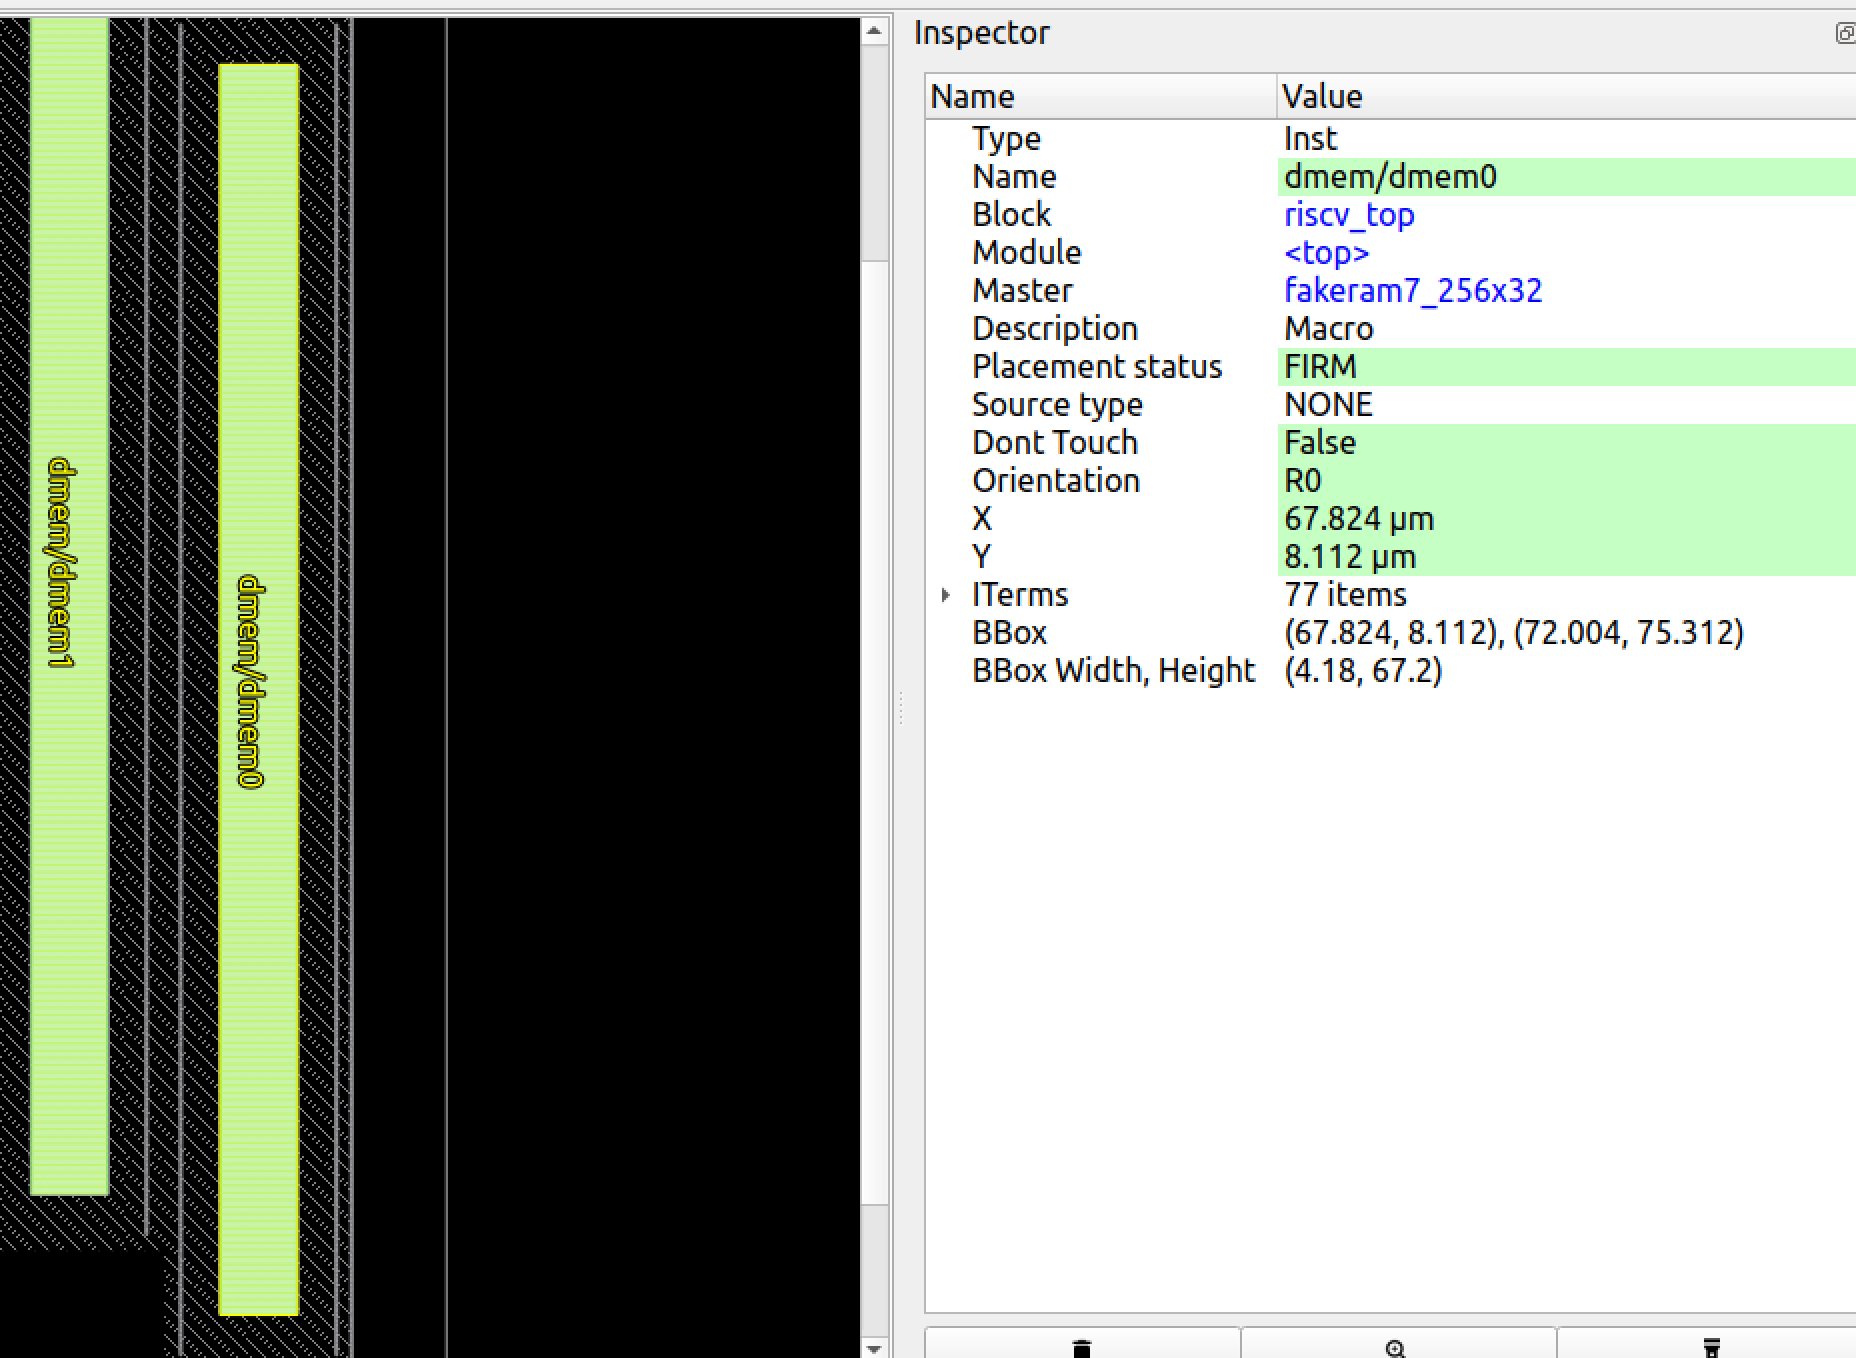 dmem/dmem1
dmem/dmem0
Inspector
Name Value
Type Inst
Name dmem/dmem0
Block riscv_top
Module <top>
Master fakeram7_256x32
Description Macro
Placement status FIRM
Source type NONE
Dont Touch False
Orientation R0
X 67.824 μm
Y 8.112 μm
ITerms 77 items
BBox (67.824, 8.112), (72.004, 75.312)
BBox Width, Height (4.18, 67.2)